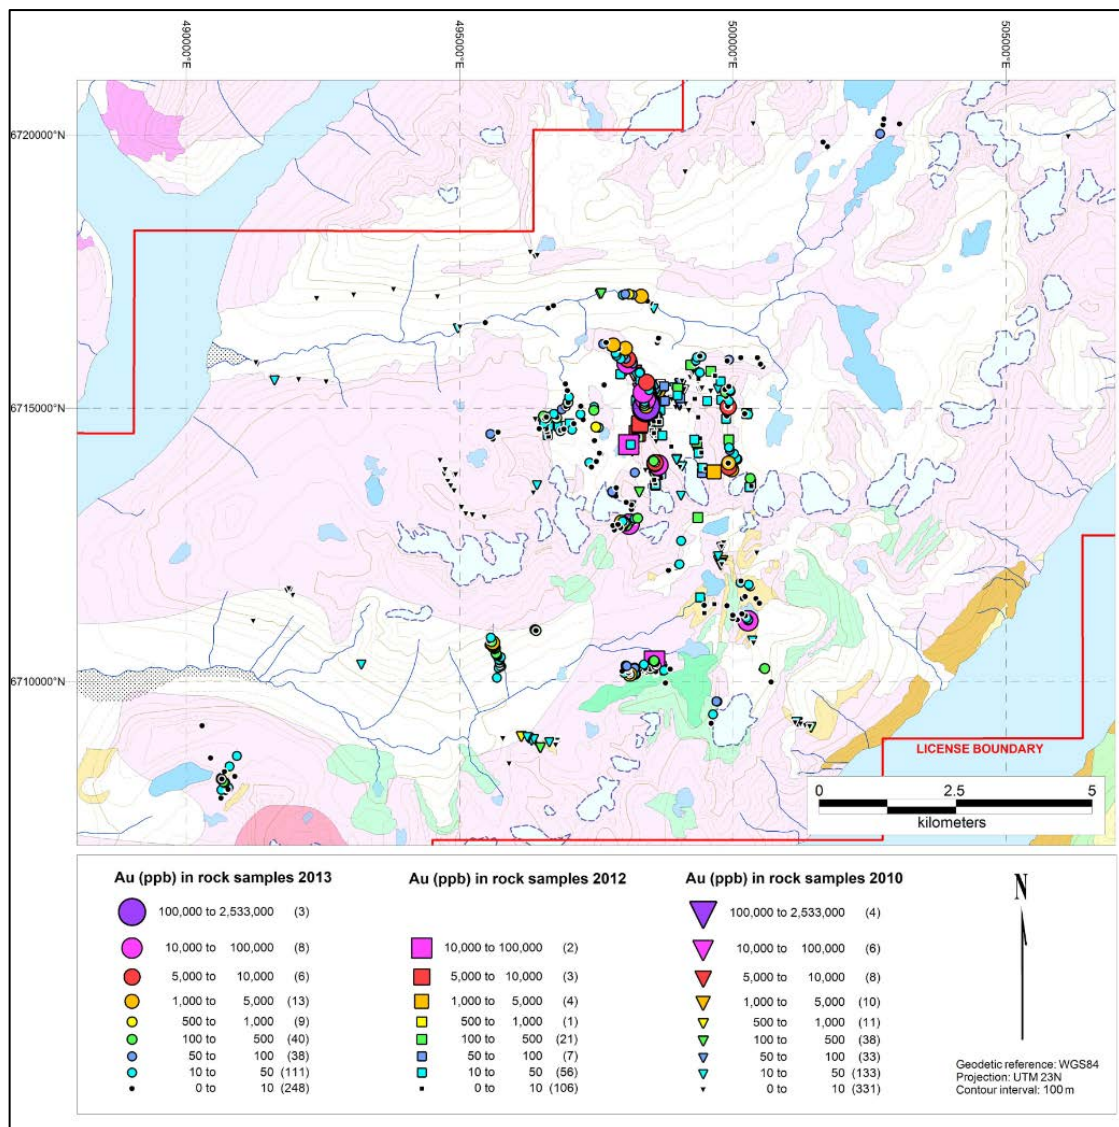 490000°E 495000°E 500000°E 505000°E
6720000°N
6715000°N
6710000°N
LICENSE BOUNDARY
0 2.5 5
kilometers
Au (ppb) in rock samples 2013
100,000 to 2,533,000 (3)
10,000 to 100,000 (8)
5,000 to 10,000 (6)
1,000 to 5,000 (13)
500 to 1,000 (9)
100 to 500 (40)
50 to 100 (38)
10 to 50 (111)
0 to 10 (248)
Au (ppb) in rock samples 2012
10,000 to 100,000 (2)
5,000 to 10,000 (3)
1,000 to 5,000 (4)
500 to 1,000 (1)
100 to 500 (21)
50 to 100 (7)
10 to 50 (56)
0 to 10 (106)
Au (ppb) in rock samples 2010
100,000 to 2,533,000 (4)
10,000 to 100,000 (6)
5,000 to 10,000 (8)
1,000 to 5,000 (10)
500 to 1,000 (11)
100 to 500 (38)
50 to 100 (33)
10 to 50 (133)
0 to 10 (331)
N
Geodetic reference: WGS84
Projection: UTM 23N
Contour interval: 100 m